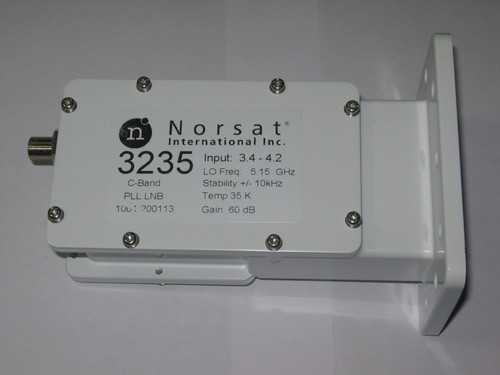 n Norsat®
International Inc.
3235 Input: 3.4 - 4.2
LO Freq: 5.15 GHz
C-Band Stability +/- 10kHz
PLL LNB Temp 35 K
200113 Gain 60 dB